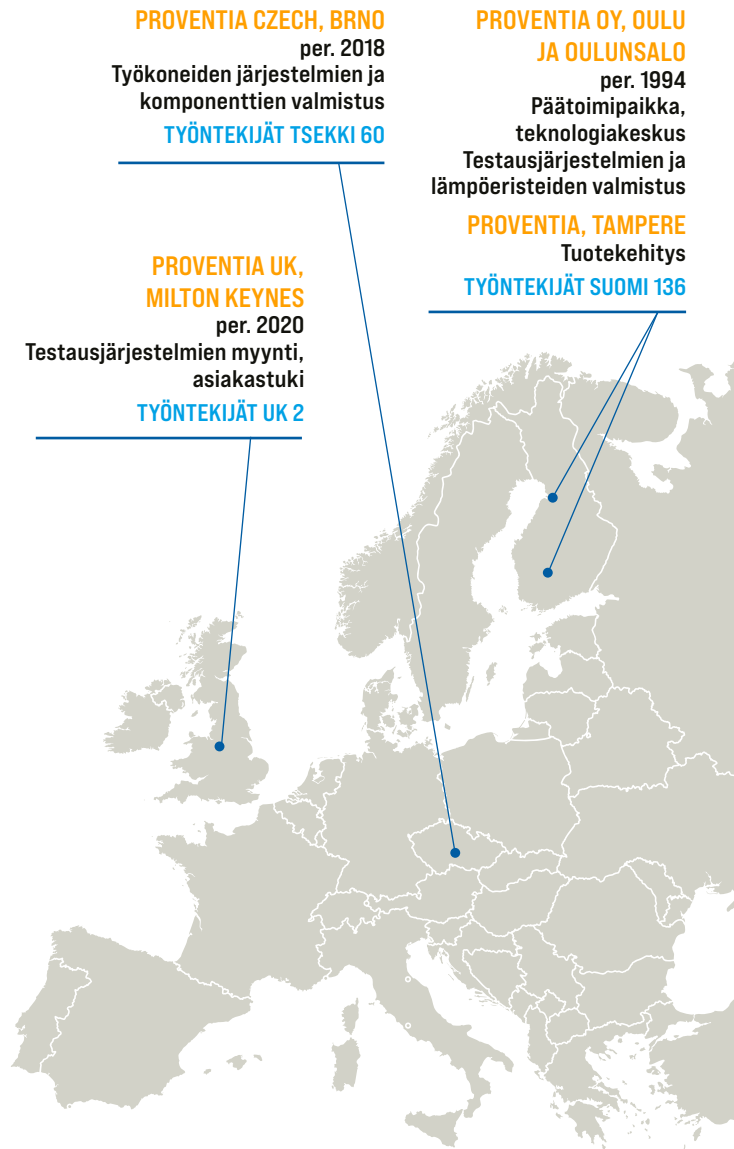 PROVENTIA CZECH, BRNO
per. 2018
Työkoneiden järjestelmien ja
komponenttien valmistus
TYÖNTEKIJÄT TSEKKI 60
PROVENTIA OY, OULU
JA OULUNSALO
per. 1994
Päätoimipaikka,
teknologiakeskus
Testausjärjestelmien ja
lämpöeristeiden valmistus
PROVENTIA, TAMPERE
Tuotekehitys
TYÖNTEKIJÄT SUOMI 136
PROVENTIA UK,
MILTON KEYNES
per. 2020
Testausjärjestelmien myynti,
asiakastuki
TYÖNTEKIJÄT UK 2